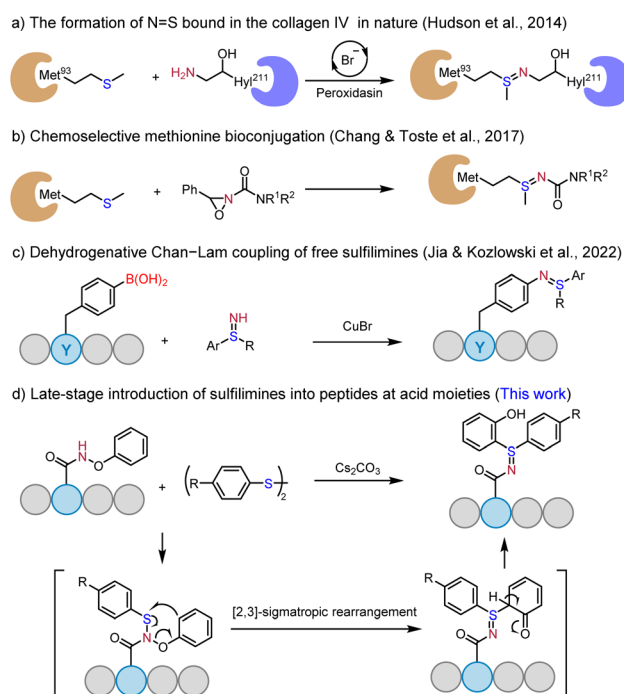 a) The formation of N=S bound in the collagen IV in nature (Hudson et al., 2014)
Met93 S + H2N OH Hyl211 Br− Peroxidasin Met93 S N OH Hyl211
b) Chemoselective methionine bioconjugation (Chang & Toste et al., 2017)
Met S + Ph O N O NR1R2 Met S N O NR1R2
c) Dehydrogenative Chan−Lam coupling of free sulfilimines (Jia & Kozlowski et al., 2022)
B(OH)2 Y + NH S Ar R CuBr N S Ar R Y
d) Late-stage introduction of sulfilimines into peptides at acid moieties (This work)
O H N O + ( R S )2 Cs2CO3 OH R S O N
R S N O O [2,3]-sigmatropic rearrangement R H S O N O